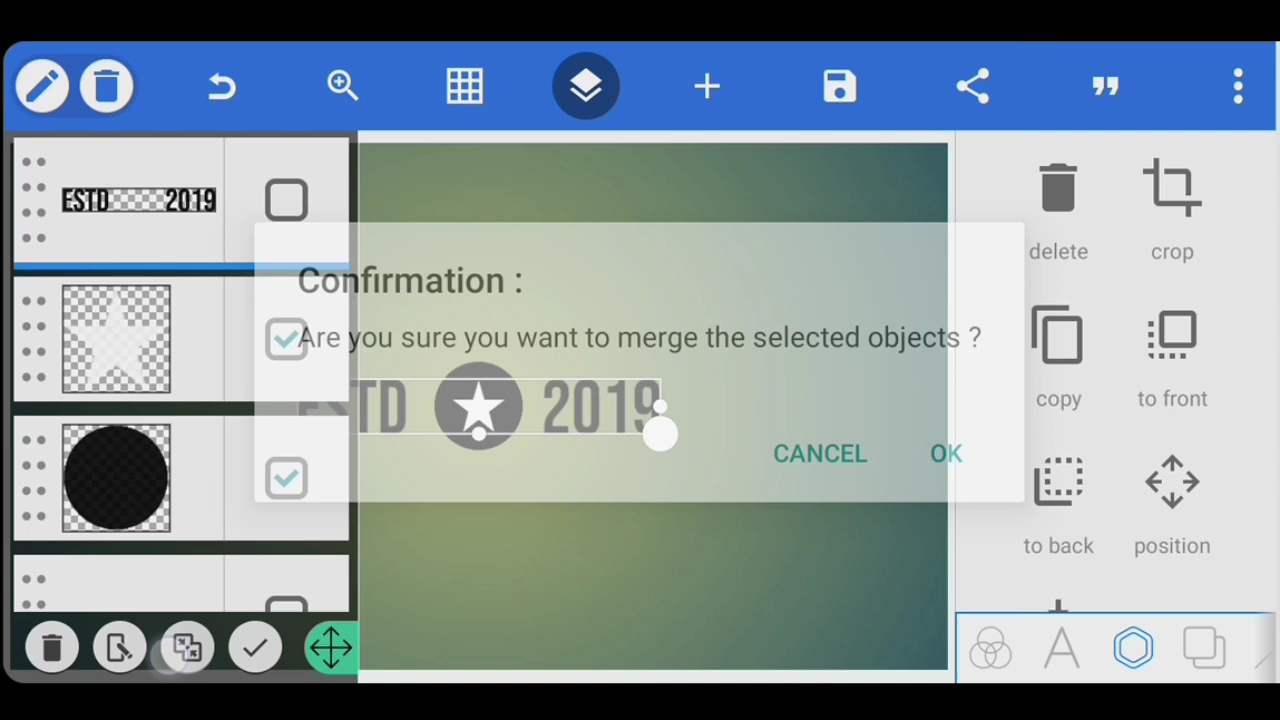 ESTD 2019
Confirmation :
Are you sure you want to merge the selected objects ?
ESTD 2019
CANCEL OK
delete crop
copy to front
to back position